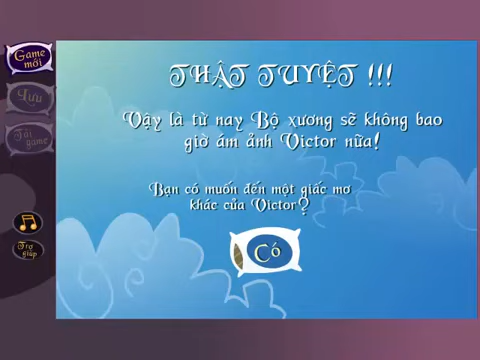 Game
mới
Lưu
Tải
game
Trợ
giúp
THẬT TUYỆT !!!
Vậy là từ nay Bộ xương sẽ không bao
giờ ám ảnh Victor nữa!
Bạn có muốn đến một giấc mơ
khác của Victor?
Có